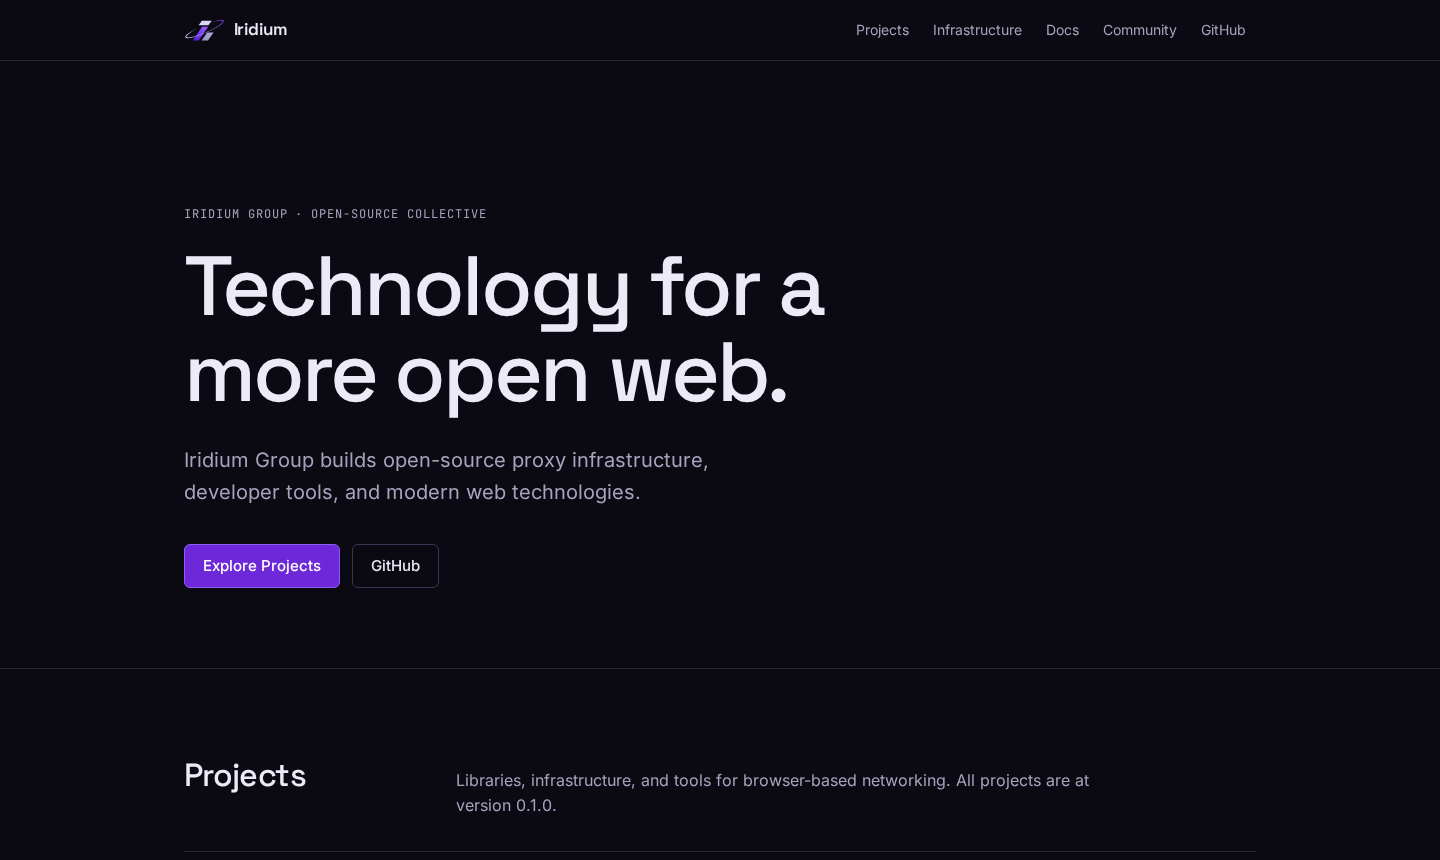 Iridium
Projects
Infrastructure
Docs
Community
GitHub
IRIDIUM GROUP · OPEN-SOURCE COLLECTIVE
Technology for a
more open web.
Iridium Group builds open-source proxy infrastructure,
developer tools, and modern web technologies.
Explore Projects
GitHub
Projects
Libraries, infrastructure, and tools for browser-based networking. All projects are at
version 0.1.0.